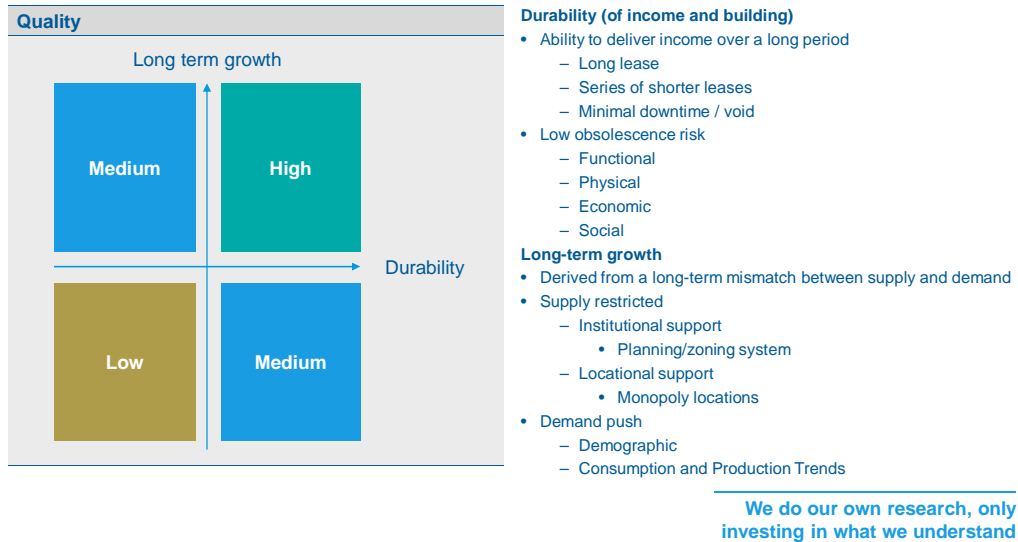 Quality
Long term growth
Medium
High
Durability
Low
Medium
Durability (of income and building)
• Ability to deliver income over a long period
– Long lease
– Series of shorter leases
– Minimal downtime / void
• Low obsolescence risk
– Functional
– Physical
– Economic
– Social
Long-term growth
• Derived from a long-term mismatch between supply and demand
• Supply restricted
– Institutional support
• Planning/zoning system
– Locational support
• Monopoly locations
• Demand push
– Demographic
– Consumption and Production Trends
We do our own research, only
investing in what we understand